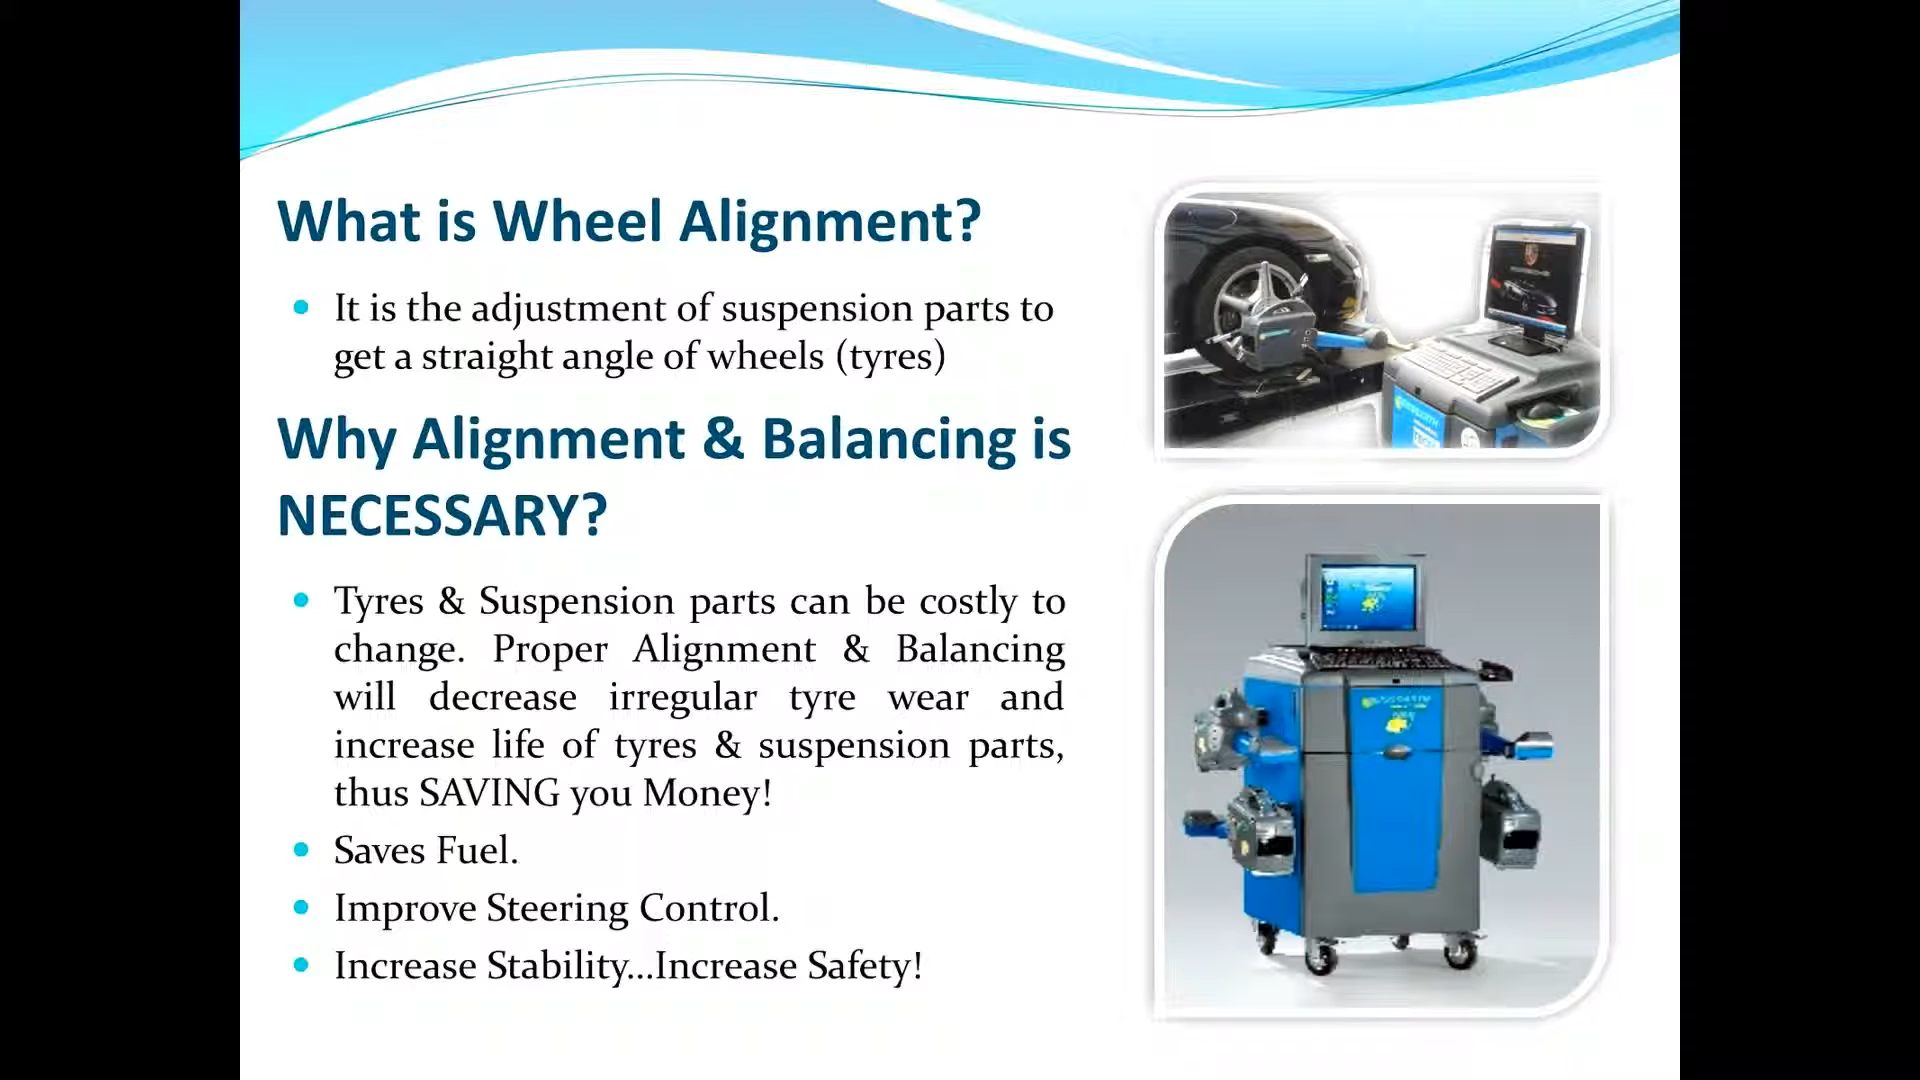 What is Wheel Alignment?
It is the adjustment of suspension parts to
get a straight angle of wheels (tyres)
Why Alignment & Balancing is
NECESSARY?
Tyres & Suspension parts can be costly to
change. Proper Alignment & Balancing
will decrease irregular tyre wear and
increase life of tyres & suspension parts,
thus SAVING you Money!
Saves Fuel.
Improve Steering Control.
Increase Stability...Increase Safety!